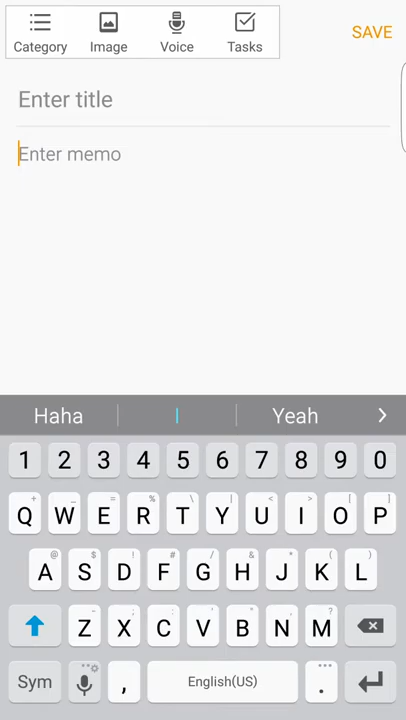 Category Image Voice Tasks
SAVE
Enter title
Enter memo
Haha I Yeah >
1 2 3 4 5 6 7 8 9 0
+ _ = % \ | < > [ ]
Q W E R T Y U I O P
@ $ ! # / & * ( )
A S D F G H J K L
- ; : ?
Z X C V B N M
Sym , English(US) .